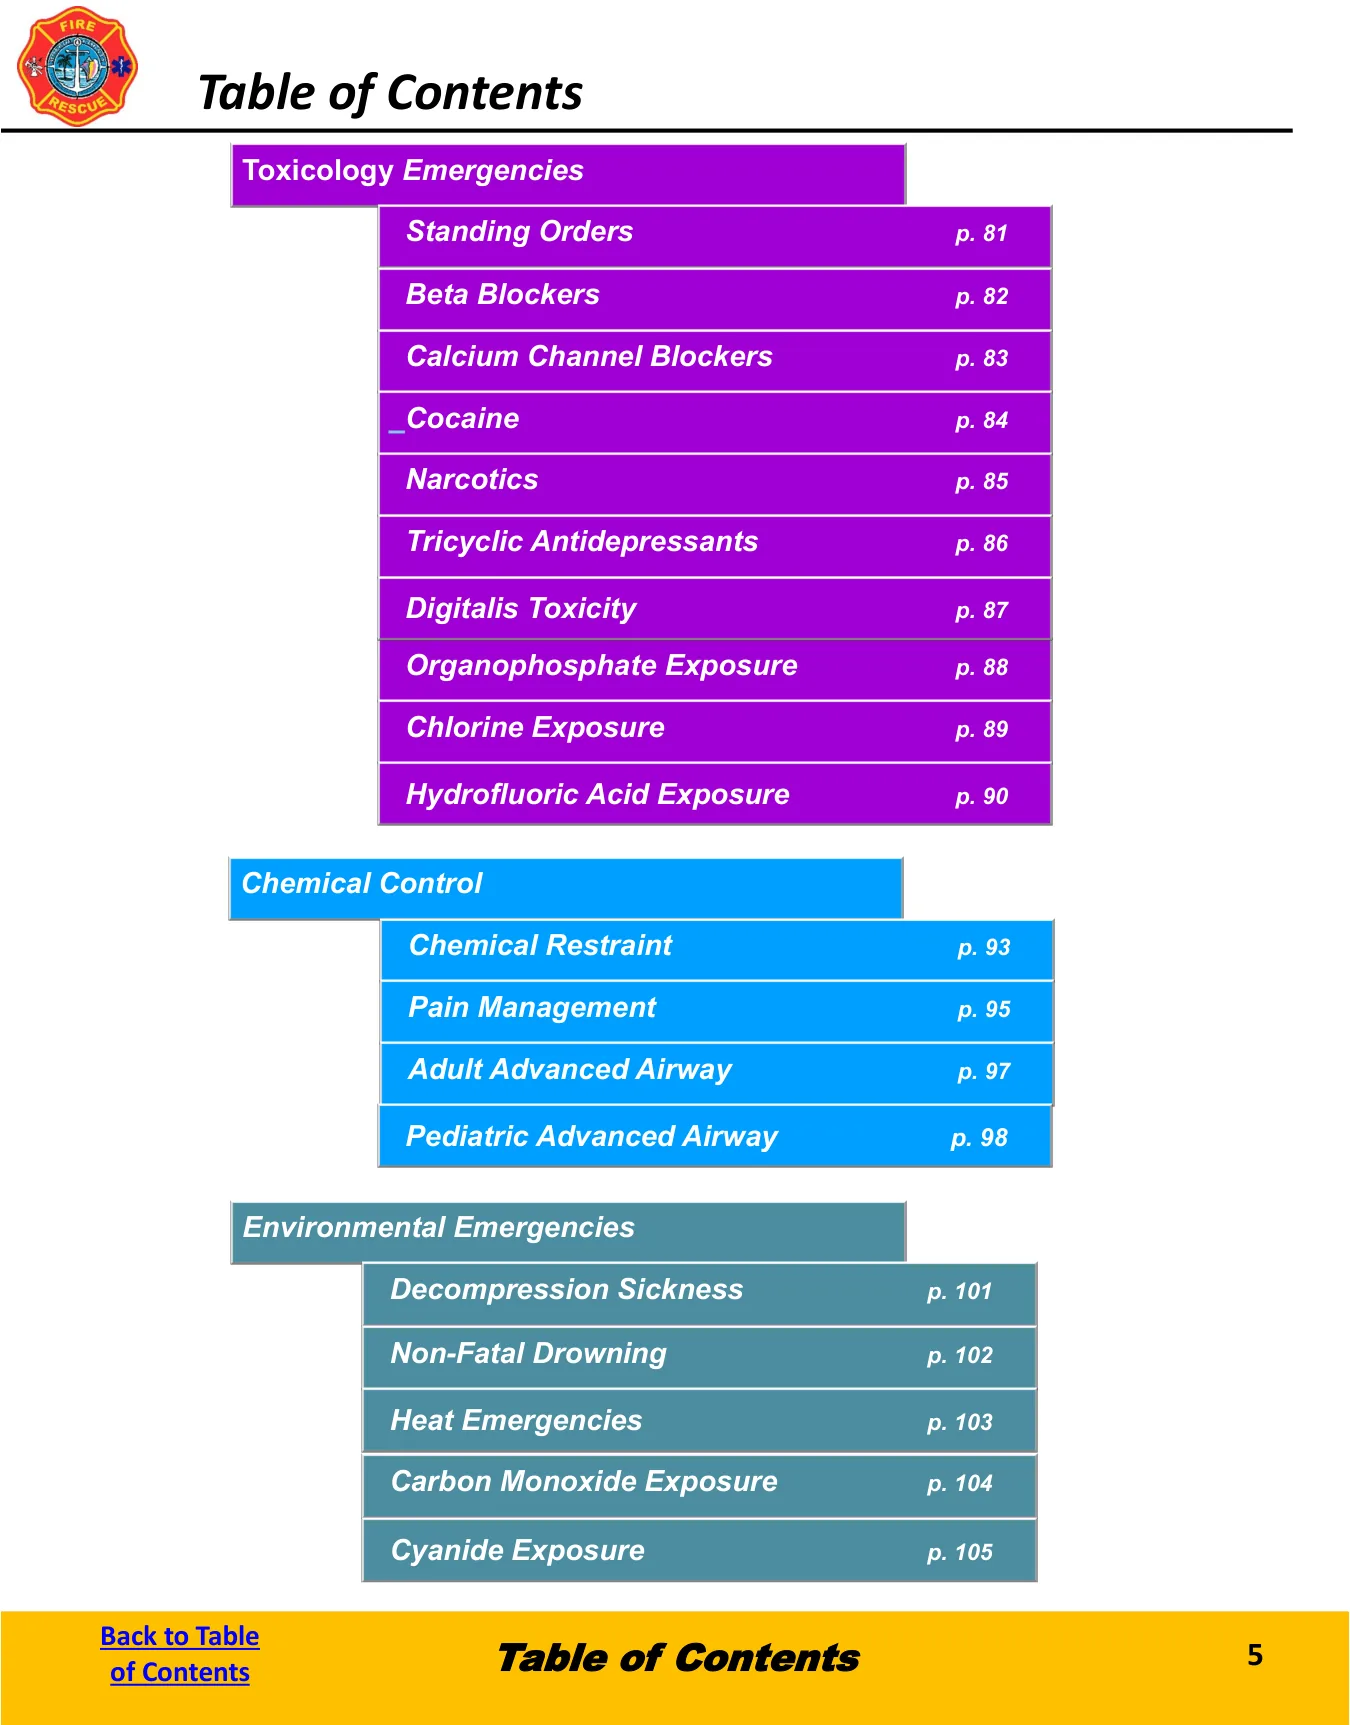 FIRE
RESCUE
Table of Contents
Toxicology Emergencies
Standing Orders p. 81
Beta Blockers p. 82
Calcium Channel Blockers p. 83
_Cocaine p. 84
Narcotics p. 85
Tricyclic Antidepressants p. 86
Digitalis Toxicity p. 87
Organophosphate Exposure p. 88
Chlorine Exposure p. 89
Hydrofluoric Acid Exposure p. 90
Chemical Control
Chemical Restraint p. 93
Pain Management p. 95
Adult Advanced Airway p. 97
Pediatric Advanced Airway p. 98
Environmental Emergencies
Decompression Sickness p. 101
Non-Fatal Drowning p. 102
Heat Emergencies p. 103
Carbon Monoxide Exposure p. 104
Cyanide Exposure p. 105
Back to Table
of Contents
Table of Contents
5